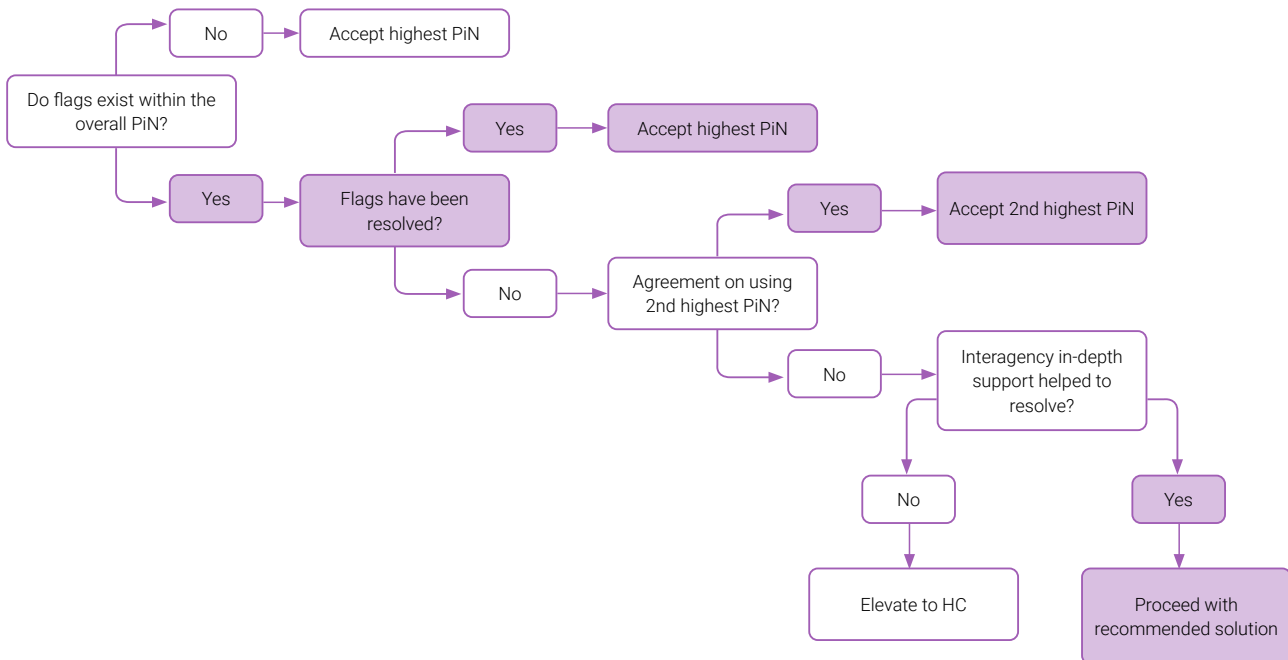 No
Accept highest PiN
Do flags exist within the
overall PiN?
Yes
Accept highest PiN
Yes
Flags have been
resolved?
Yes
Accept 2nd highest PiN
No
Agreement on using
2nd highest PiN?
No
Interagency in-depth
support helped to
resolve?
No
Yes
Elevate to HC
Proceed with
recommended solution